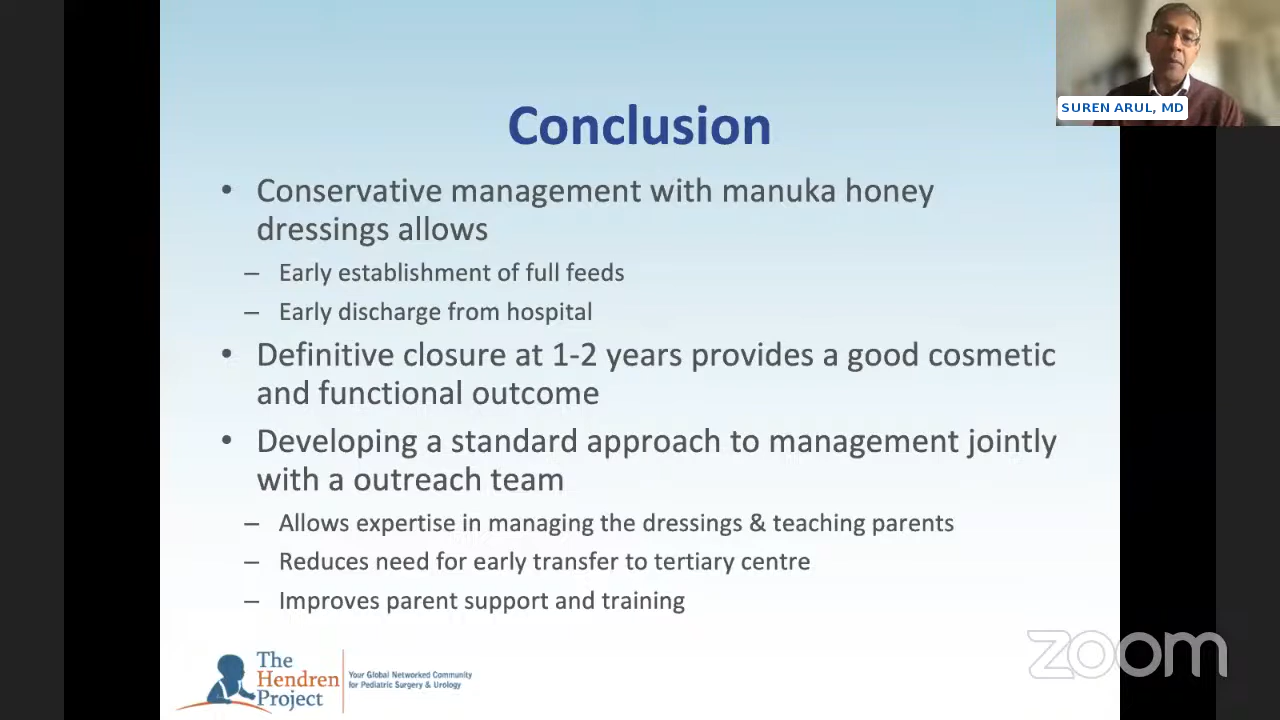 SUREN ARUL, MD
Conclusion
• Conservative management with manuka honey
dressings allows
– Early establishment of full feeds
– Early discharge from hospital
• Definitive closure at 1-2 years provides a good cosmetic
and functional outcome
• Developing a standard approach to management jointly
with a outreach team
– Allows expertise in managing the dressings & teaching parents
– Reduces need for early transfer to tertiary centre
– Improves parent support and training
The
Hendren
Project
Your Global Networked Community
for Pediatric Surgery & Urology
zoom